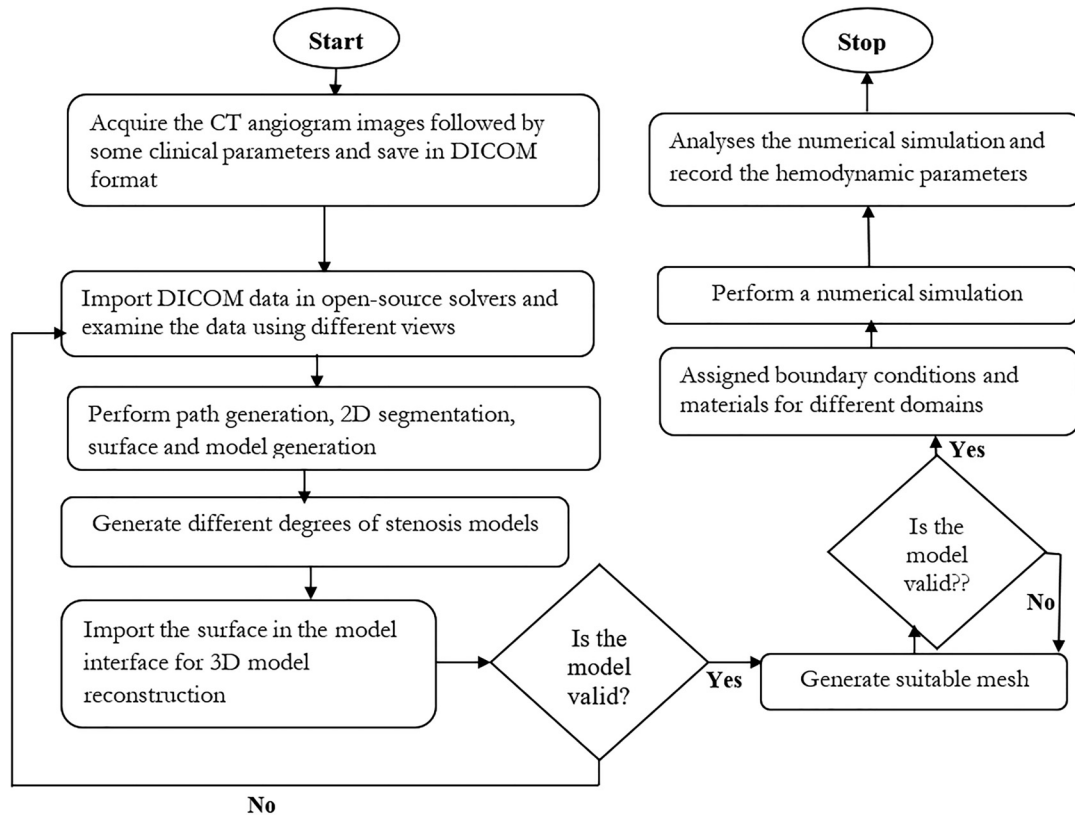 Start
Acquire the CT angiogram images followed by
some clinical parameters and save in DICOM
format
Import DICOM data in open-source solvers and
examine the data using different views
Perform path generation, 2D segmentation,
surface and model generation
Generate different degrees of stenosis models
Import the surface in the model
interface for 3D model
reconstruction
Is the
model
valid?
No
Yes
Generate suitable mesh
Is the
model
valid??
No
Yes
Assigned boundary conditions and
materials for different domains
Perform a numerical simulation
Analyses the numerical simulation and
record the hemodynamic parameters
Stop